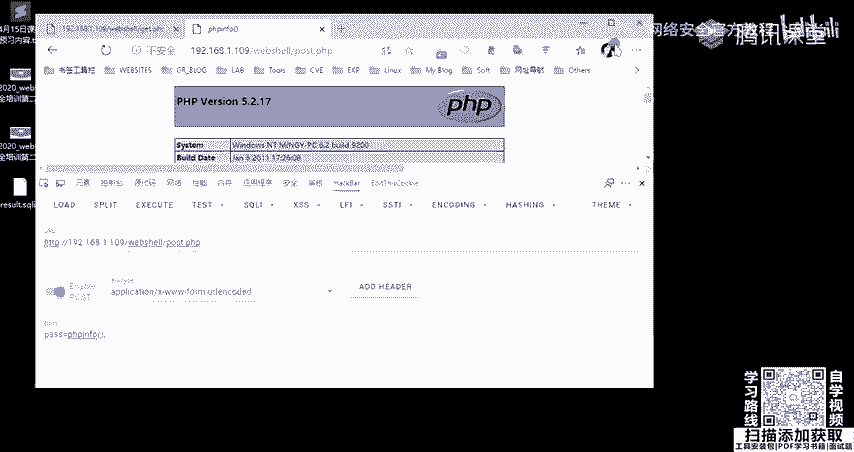 4月15日课
预习内容.
2020_web
全培训第二
2020_web
全培训第二
result.sqli
192.168.1.109/webshell/get.php
phpinfo()
网络安全官方教程
腾讯课堂
不安全
192.168.1.109/webshell/post.php
书签工具栏 WEBSITES GR_BLOG LAB Tools CVE EXP Linux My Blog Soft 网址导航 Others
PHP Version 5.2.17
php
System Windows NT MINGY-PC 6.2 build 9200
Build Date Jan 6 2011 17:26:08
元素 控制台 源代码 网络 性能 内存 应用程序 安全 HackBar EditThisCookie
LOAD SPLIT EXECUTE TEST SQLI XSS LFI SSTI ENCODING HASHING THEME
URL
http://192.168.1.109/webshell/post.php
Enable POST
enctype
application/x-www-form-urlencoded
ADD HEADER
Body
pass=phpinfo();
学习路线
自学视频
扫描添加获取
工具安装包|PDF学习书籍|面试题